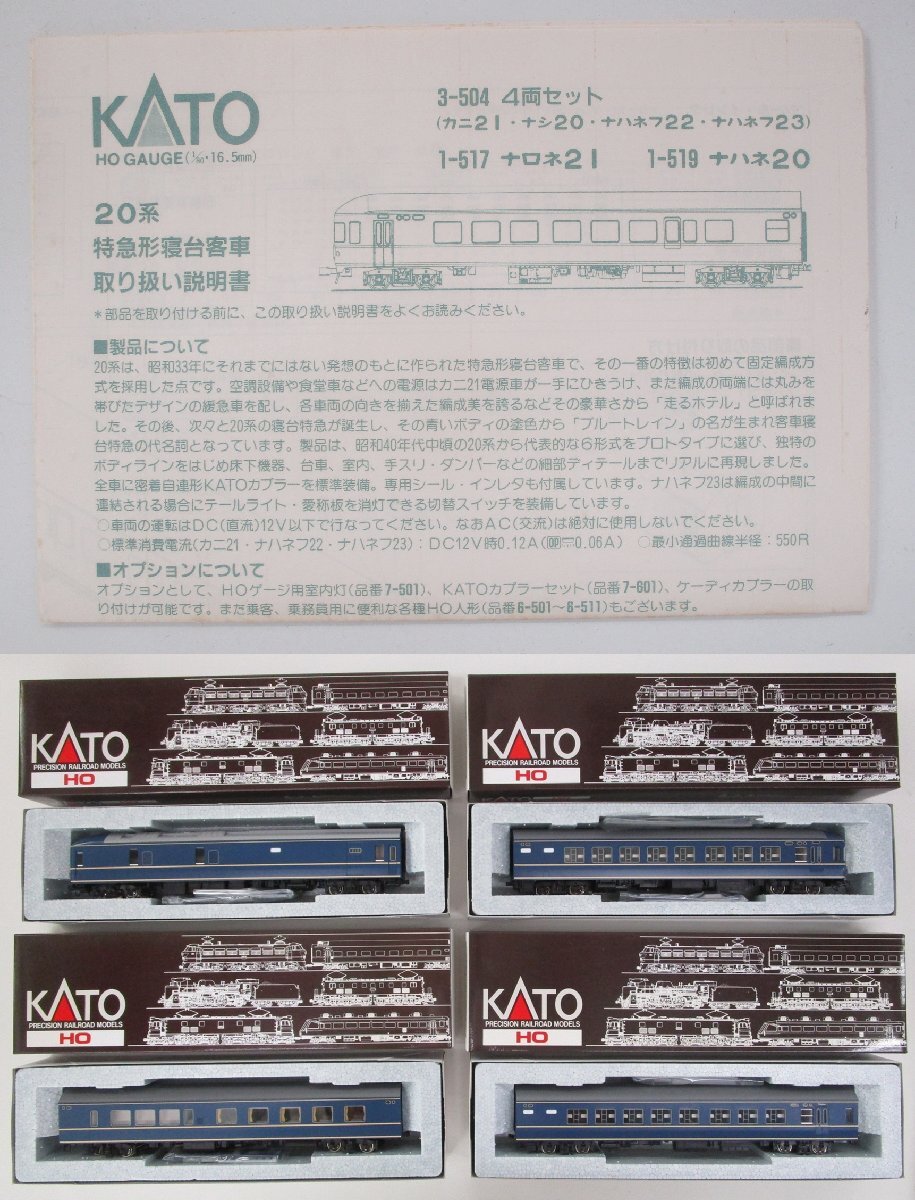 KATO
HO GAUGE(1/80・16.5mm)
3-504 4両セット
(カニ21・ナシ20・ナハネフ22・ナハネフ23)
1-517 ナロネ21 1-519 ナハネ20
20系
特急形寝台客車
取り扱い説明書
*部品を取り付ける前に、この取り扱い説明書をよくお読みください。
■製品について
20系は、昭和33年にそれまでにはない発想のもとに作られた特急形寝台客車で、その一番の特徴は初めて固定編成方
式を採用した点です。空調設備や食堂車などへの電源はカニ21電源車が一手にひきうけ、また編成の両端には丸みを
帯びたデザインの緩急車を配し、各車両の向きを揃えた編成美を誇るなどその豪華さから「走るホテル」と呼ばれま
した。その後、次々と20系の寝台特急が誕生し、その青いボディの塗色から「ブルートレイン」の名が生まれ客車寝
台特急の代名詞となっています。製品は、昭和40年代中頃の20系から代表的な6形式をプロトタイプに選び、独特の
ボディラインをはじめ床下機器、台車、室内、手スリ・ダンパーなどの細部ディテールまでリアルに再現しました。
全車に密着自連形KATOカプラーを標準装備。専用シール・インレタも付属しています。ナハネフ23は編成の中間に
連結される場合にテールライト・愛称板を消灯できる切替スイッチを装備しています。
○車両の運転はDC(直流)12V以下で行なってください。なおAC(交流)は絶対に使用しないでください。
○標準消費電流(カニ21・ナハネフ22・ナハネフ23):DC12V時0.12A(0.06A) ○最小通過曲線半径:550R
■オプションについて
オプションとして、HOゲージ用室内灯(品番7-501)、KATOカプラーセット(品番7-601)、ケーディカプラーの取
り付けが可能です。また乗客、乗務員用に便利な各種HO人形(品番6-501〜6-511)もございます。
KATO
PRECISION RAILROAD MODELS
HO
KATO
PRECISION RAILROAD MODELS
HO
KATO
PRECISION RAILROAD MODELS
HO
KATO
PRECISION RAILROAD MODELS
HO